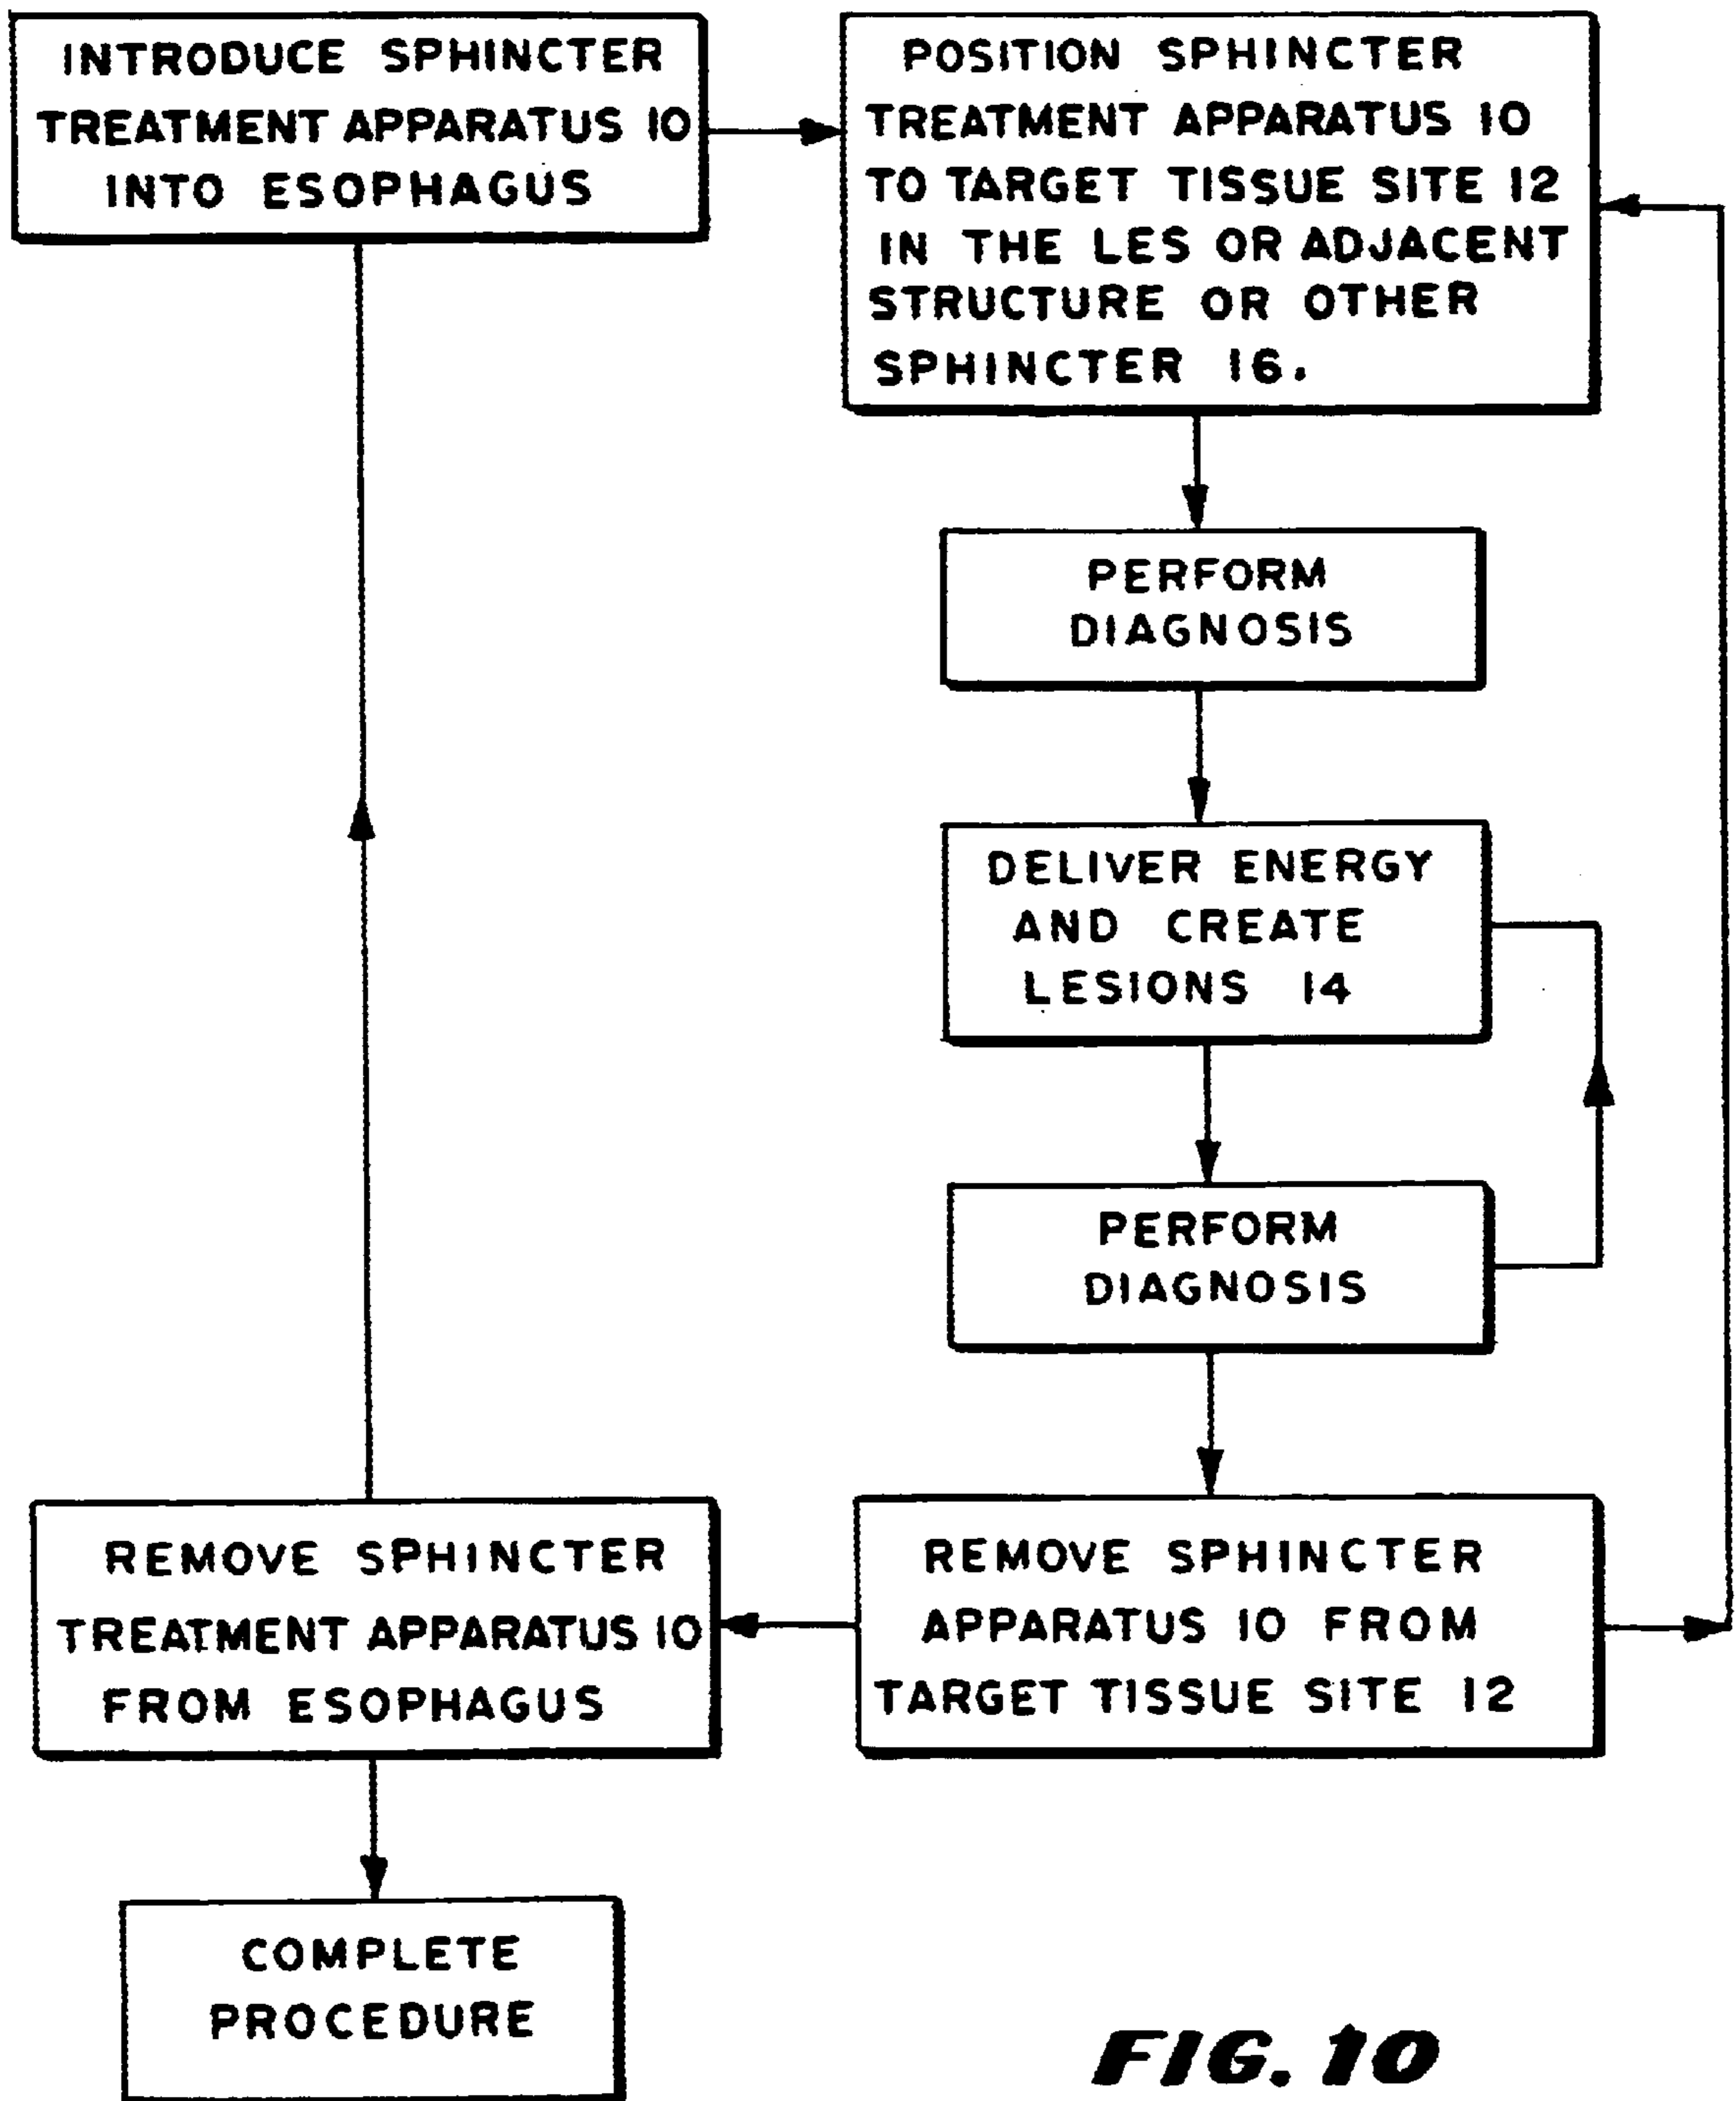 INTRODUCE SPHINCTER
TREATMENT APPARATUS 10
INTO ESOPHAGUS
POSITION SPHINCTER
TREATMENT APPARATUS 10
TO TARGET TISSUE SITE 12
IN THE LES OR ADJACENT
STRUCTURE OR OTHER
SPHINCTER 16.
PERFORM
DIAGNOSIS
DELIVER ENERGY
AND CREATE
LESIONS 14
PERFORM
DIAGNOSIS
REMOVE SPHINCTER
APPARATUS 10 FROM
TARGET TISSUE SITE 12
REMOVE SPHINCTER
TREATMENT APPARATUS 10
FROM ESOPHAGUS
COMPLETE
PROCEDURE
FIG. 10